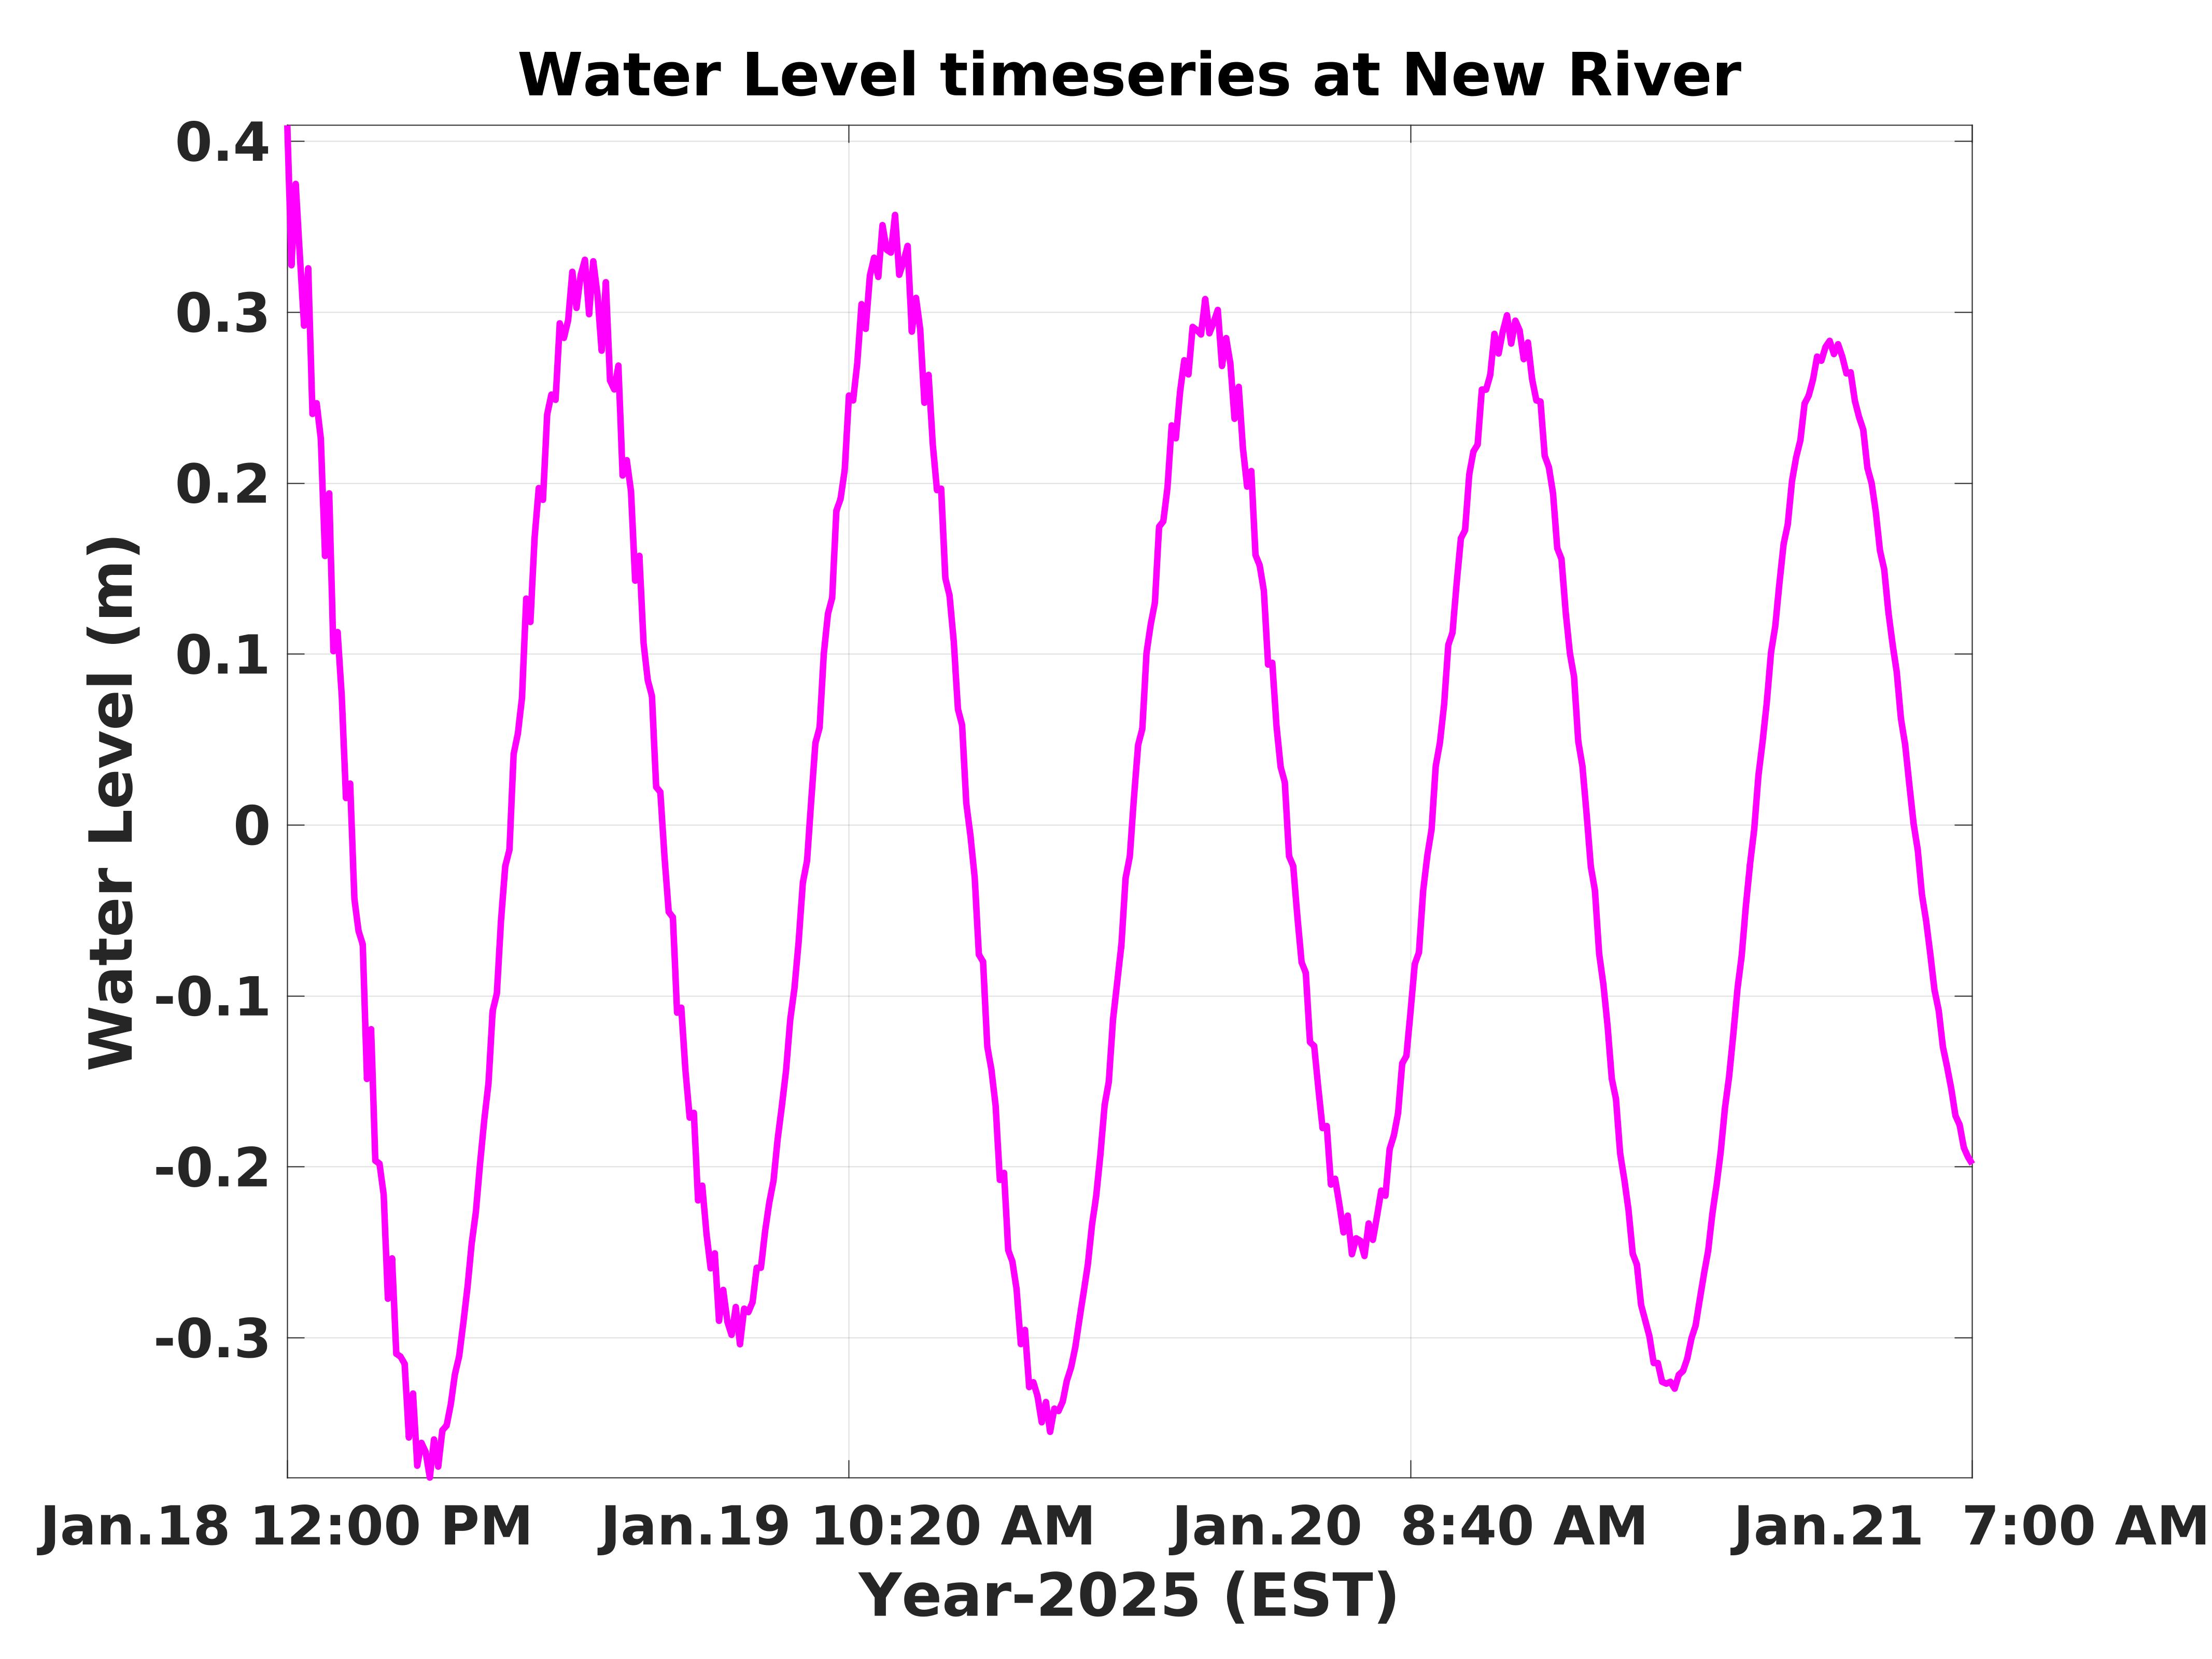 Water Level timeseries at New River
Water Level (m)
0.4
0.3
0.2
0.1
0
-0.1
-0.2
-0.3
Jan.18 12:00 PM
Jan.19 10:20 AM
Jan.20 8:40 AM
Jan.21 7:00 AM
Year-2025 (EST)